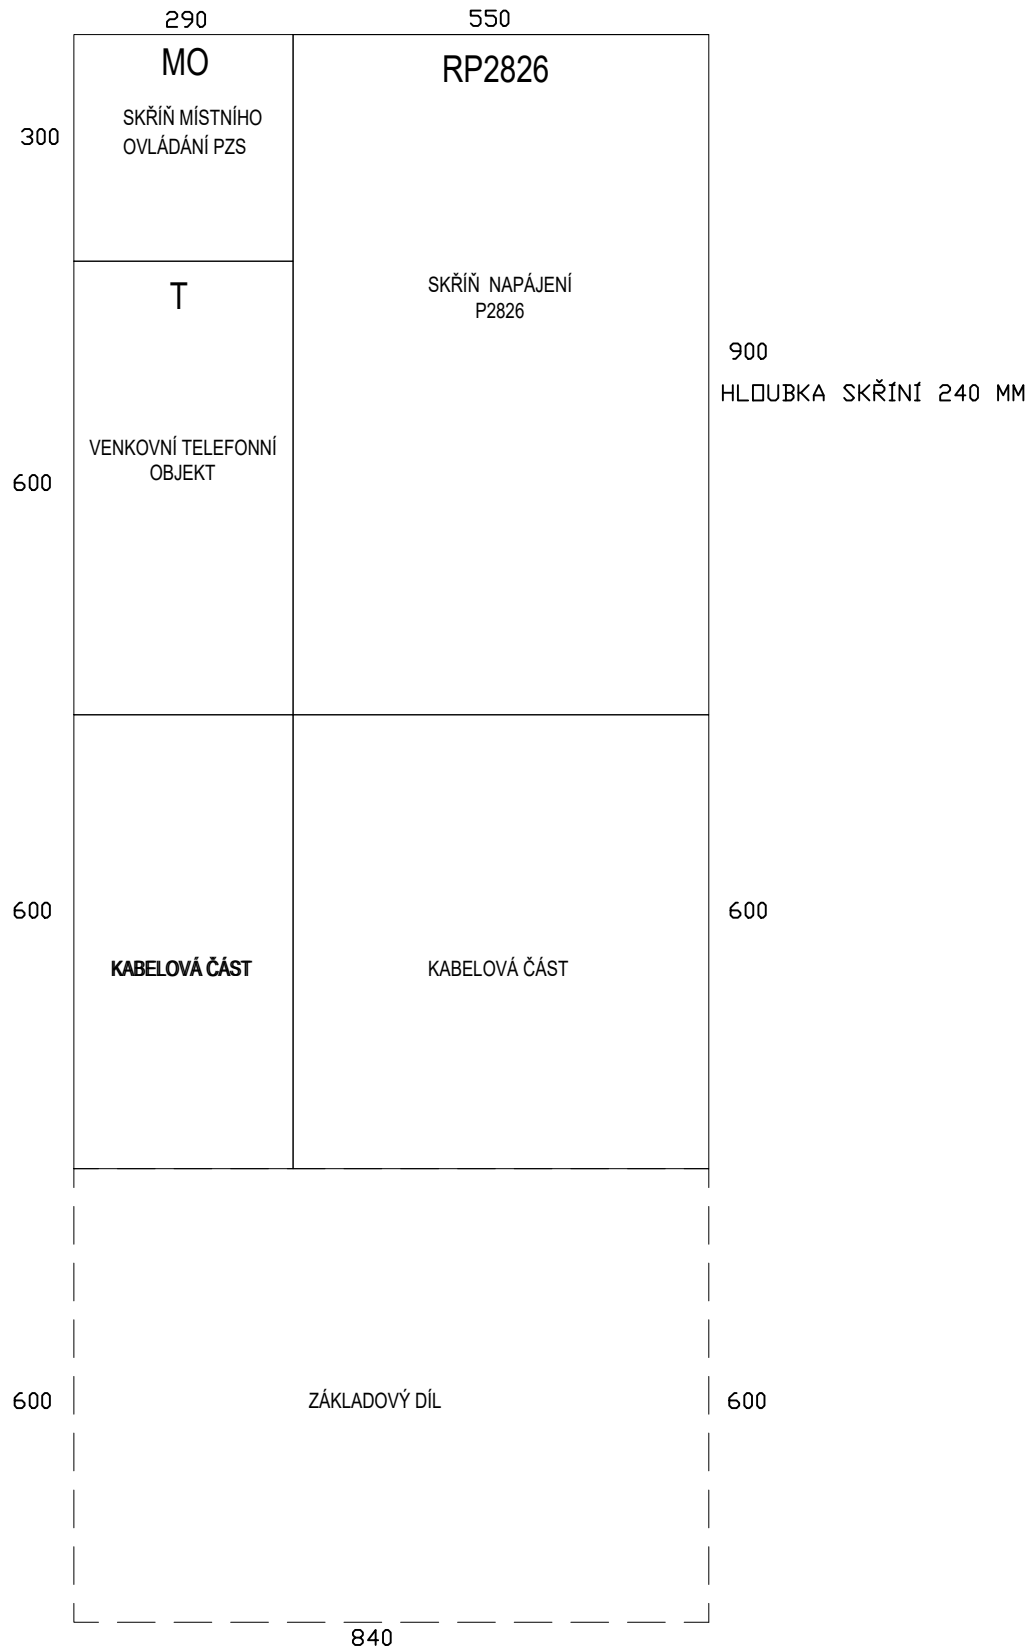 290
550
MO
RP2826
SKŘÍŇ MÍSTNÍHO
OVLÁDÁNÍ PZS
300
T
SKŘÍŇ NAPÁJENÍ
P2826
900
HLOUBKA SKŘÍNÍ 240 MM
VENKOVNÍ TELEFONNÍ
OBJEKT
600
600
600
KABELOVÁ ČÁST
KABELOVÁ ČÁST
600
ZÁKLADOVÝ DÍL
600
840